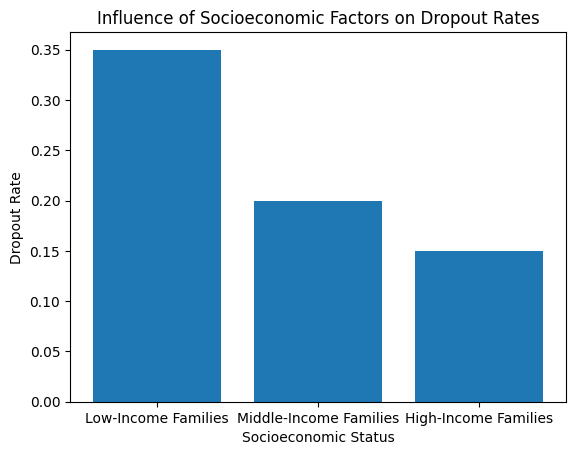 Influence of Socioeconomic Factors on Dropout Rates
Dropout Rate
0.35
0.30
0.25
0.20
0.15
0.10
0.05
0.00
Low-Income Families Middle-Income Families High-Income Families
Socioeconomic Status